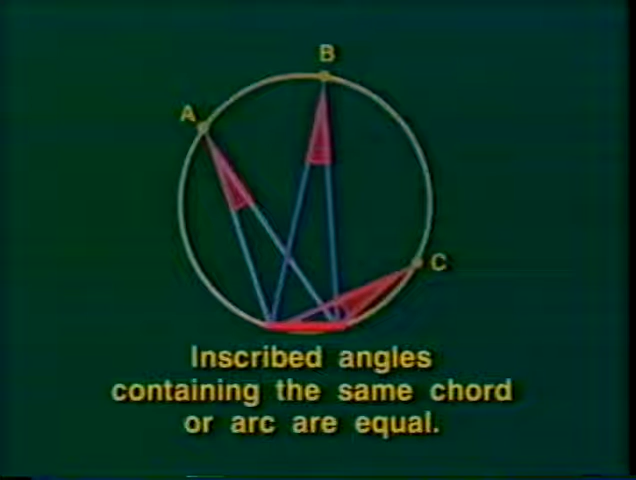 B
A
C
Inscribed angles
containing the same chord
or arc are equal.